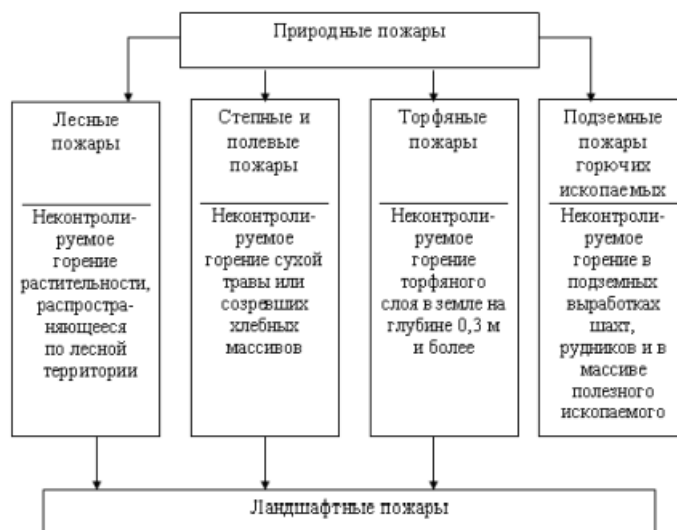 Природные пожары
Лесные
пожары
Неконтроли-
руемое
горение
растительности,
распростра-
няющееся
по лесной
территории
Степные и
полевые
пожары
Неконтроли-
руемое
горение сухой
травы или
созревших
хлебных
массивов
Торфяные
пожары
Неконтроли-
руемое
горение
торфяного
слоя в земле на
глубине 0,3 м
и более
Подземные
пожары
горючих
ископаемых
Неконтроли-
руемое
горение в
подземных
выработках
шахт,
рудников и в
массиве
полезного
ископаемого
Ландшафтные пожары